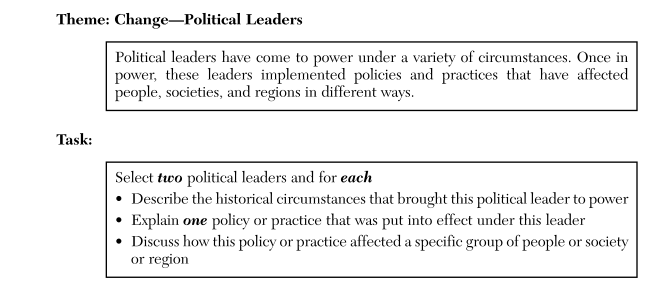 Theme: Change—Political Leaders
Political leaders have come to power under a variety of circumstances. Once in
power, these leaders implemented policies and practices that have affected
people, societies, and regions in different ways.
Task:
Select two political leaders and for each
• Describe the historical circumstances that brought this political leader to power
• Explain one policy or practice that was put into effect under this leader
• Discuss how this policy or practice affected a specific group of people or society
or region